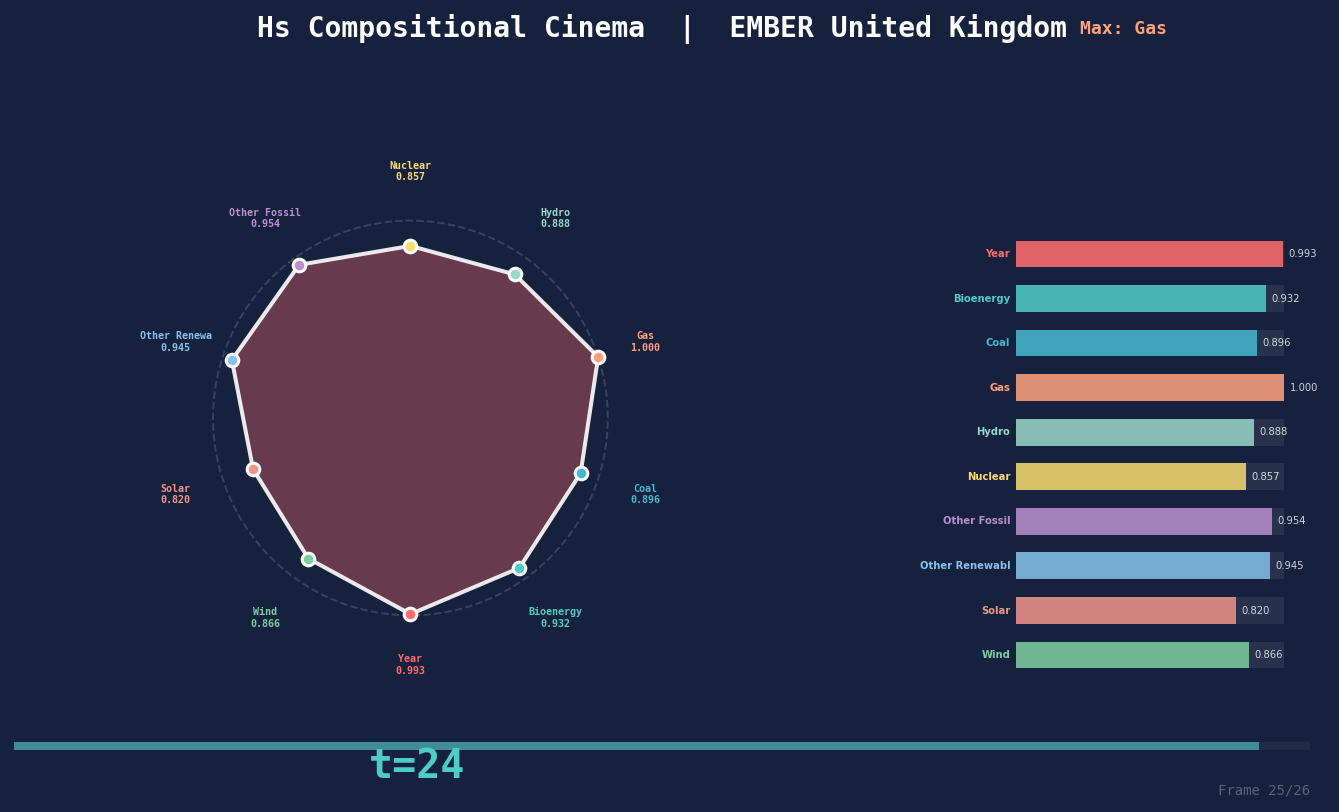 Hs Compositional Cinema | EMBER United Kingdom
Max: Gas
Nuclear
0.857
Other Fossil
0.954
Hydro
0.888
Other Renewa
0.945
Gas
1.000
Solar
0.820
Coal
0.896
Wind
0.866
Bioenergy
0.932
Year
0.993
Year 0.993
Bioenergy 0.932
Coal 0.896
Gas 1.000
Hydro 0.888
Nuclear 0.857
Other Fossil 0.954
Other Renewabl 0.945
Solar 0.820
Wind 0.866
t=24
Frame 25/26